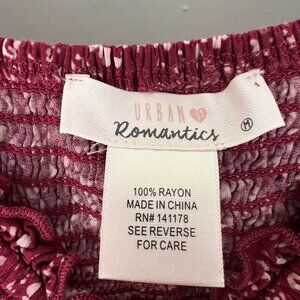 URBAN
Romantics
M
100% RAYON
MADE IN CHINA
RN# 141178
SEE REVERSE
FOR CARE